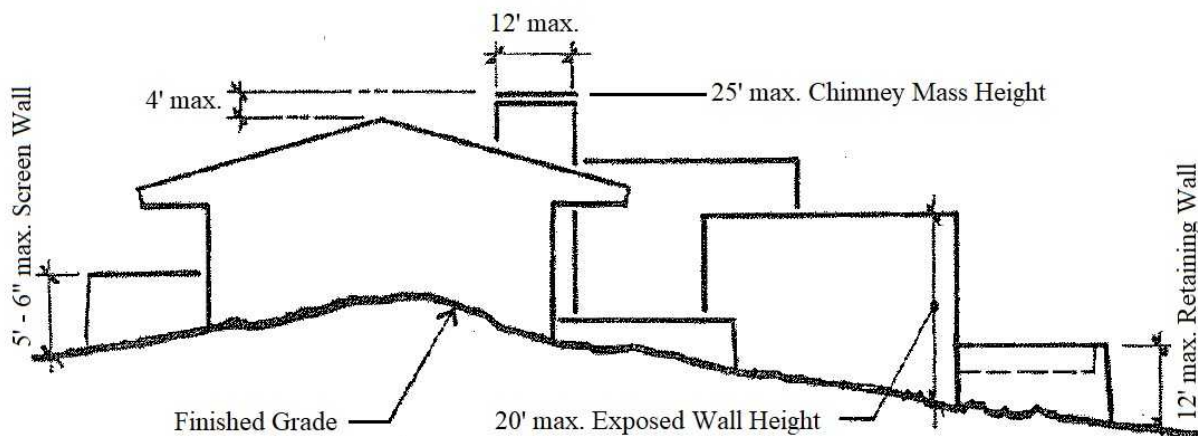 12' max.
4' max.
25' max. Chimney Mass Height
5' - 6" max. Screen Wall
12' max. Retaining Wall
Finished Grade
20' max. Exposed Wall Height